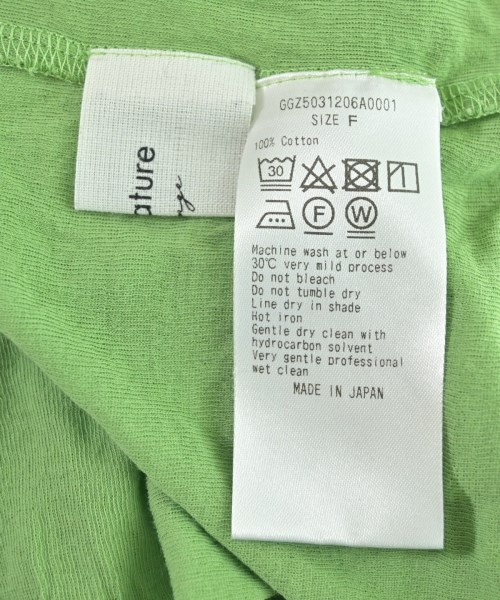 ature
GGZ5031206A0001
SIZE F
100% Cotton
30
F
W
Machine wash at or below
30℃ very mild process
Do not bleach
Do not tumble dry
Line dry in shade
Hot iron
Gentle dry clean with
hydrocarbon solvent
Very gentle professional
wet clean
MADE IN JAPAN